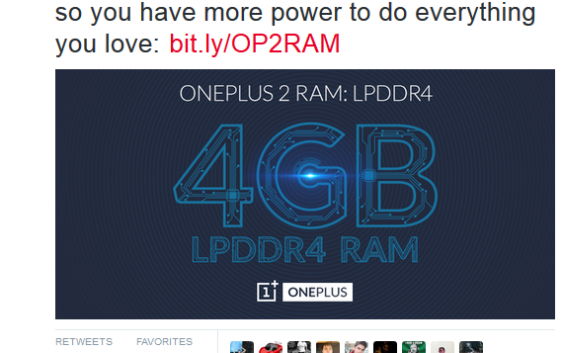 so you have more power to do everything
you love: bit.ly/OP2RAM
ONEPLUS 2 RAM: LPDDR4
4GB
LPDDR4 RAM
1+ ONEPLUS
RETWEETS FAVORITES